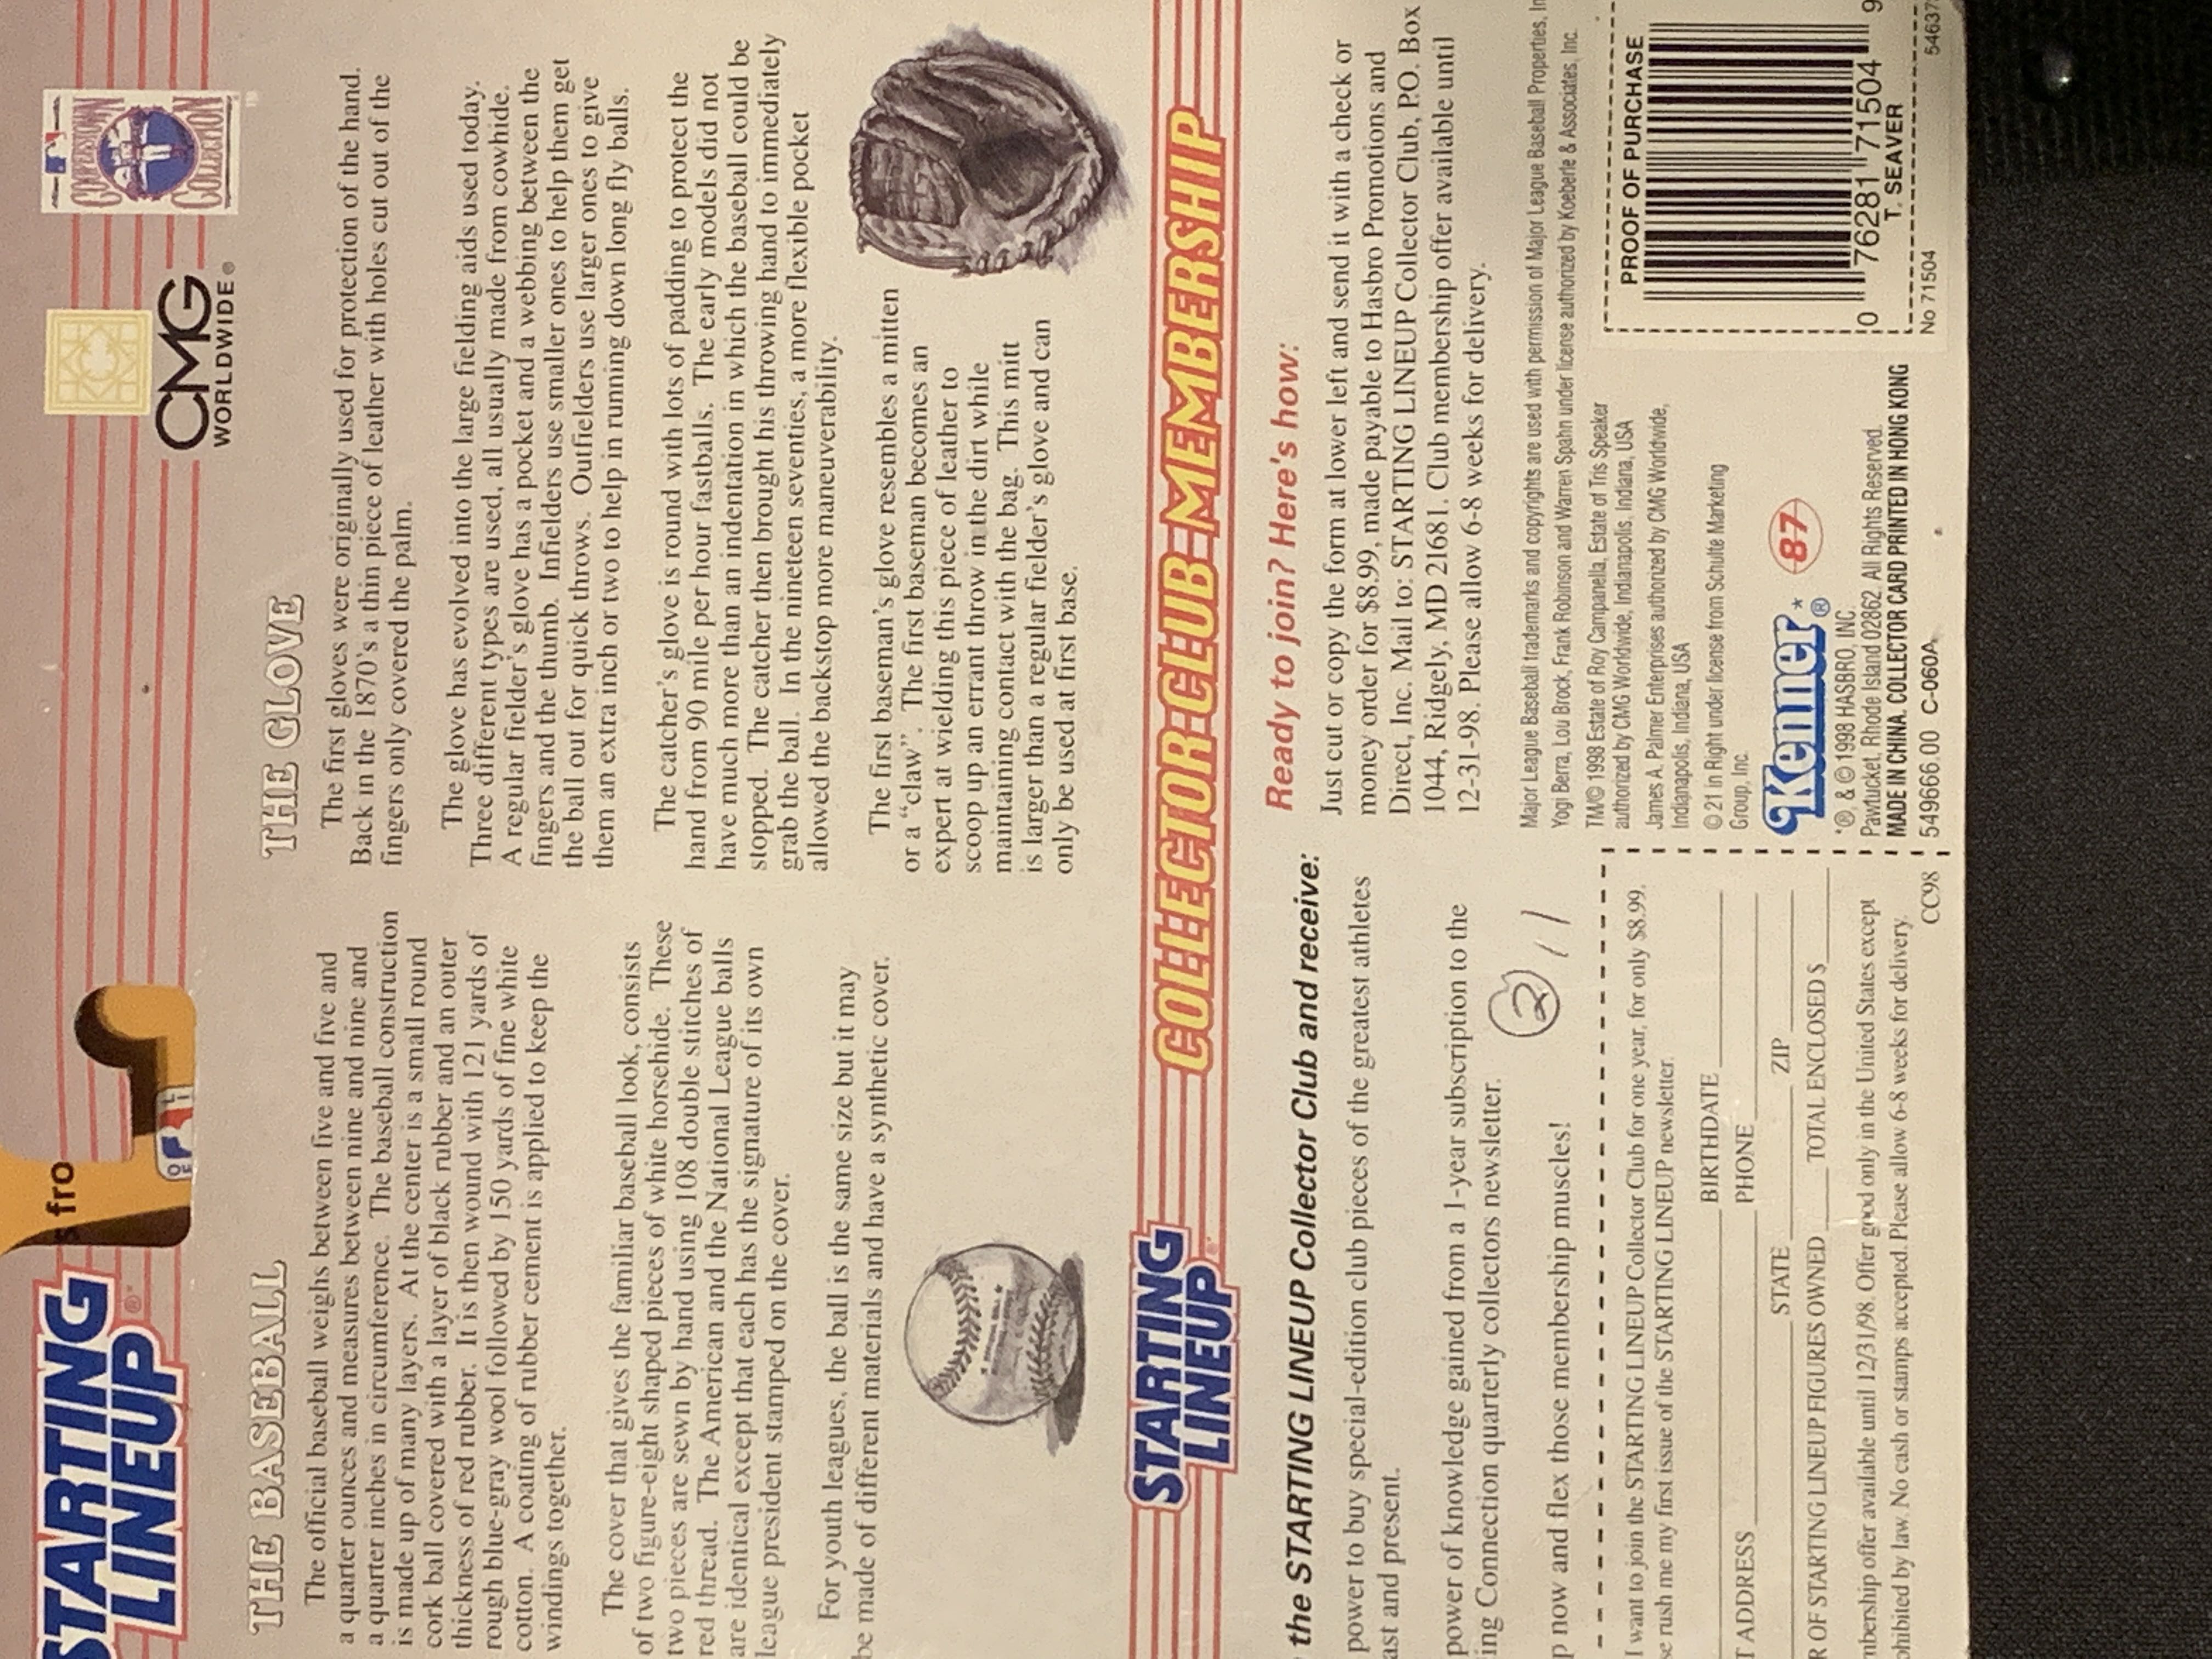 s fro
STARTING
LINEUP®
CMG
WORLDWIDE®
COOPERSTOWN
COLLECTION
THE BASEBALL
The official baseball weighs between five and five and
a quarter ounces and measures between nine and nine and
a quarter inches in circumference. The baseball construction
is made up of many layers. At the center is a small round
cork ball covered with a layer of black rubber and an outer
thickness of red rubber. It is then wound with 121 yards of
rough blue-gray wool followed by 150 yards of fine white
cotton. A coating of rubber cement is applied to keep the
windings together.
The cover that gives the familiar baseball look, consists
of two figure-eight shaped pieces of white horsehide. These
two pieces are sewn by hand using 108 double stitches of
red thread. The American and the National League balls
are identical except that each has the signature of its own
league president stamped on the cover.
For youth leagues, the ball is the same size but it may
be made of different materials and have a synthetic cover.
THE GLOVE
The first gloves were originally used for protection of the hand.
Back in the 1870's a thin piece of leather with holes cut out of the
fingers only covered the palm.
The glove has evolved into the large fielding aids used today.
Three different types are used, all usually made from cowhide.
A regular fielder's glove has a pocket and a webbing between the
fingers and the thumb. Infielders use smaller ones to help them get
the ball out for quick throws. Outfielders use larger ones to give
them an extra inch or two to help in running down long fly balls.
The catcher's glove is round with lots of padding to protect the
hand from 90 mile per hour fastballs. The early models did not
have much more than an indentation in which the baseball could be
stopped. The catcher then brought his throwing hand to immediately
grab the ball. In the nineteen seventies, a more flexible pocket
allowed the backstop more maneuverability.
The first baseman's glove resembles a mitten
or a "claw". The first baseman becomes an
expert at wielding this piece of leather to
scoop up an errant throw in the dirt while
maintaining contact with the bag. This mitt
is larger than a regular fielder's glove and can
only be used at first base.
STARTING
LINEUP®
COLLECTOR CLUB MEMBERSHIP
the STARTING LINEUP Collector Club and receive:
power to buy special-edition club pieces of the greatest athletes
ast and present.
power of knowledge gained from a 1-year subscription to the
ing Connection quarterly collectors newsletter.
p now and flex those membership muscles!
2 / 1
Ready to join? Here's how:
Just cut or copy the form at lower left and send it with a check or
money order for $8.99, made payable to Hasbro Promotions and
Direct, Inc. Mail to: STARTING LINEUP Collector Club, P.O. Box
1044, Ridgely, MD 21681. Club membership offer available until
12-31-98. Please allow 6-8 weeks for delivery.
I want to join the STARTING LINEUP Collector Club for one year, for only $8.99.
se rush me my first issue of the STARTING LINEUP newsletter.
BIRTHDATE
T ADDRESS PHONE
STATE ZIP
R OF STARTING LINEUP FIGURES OWNED TOTAL ENCLOSED $
mbership offer available until 12/31/98. Offer good only in the United States except
ohibited by law. No cash or stamps accepted. Please allow 6-8 weeks for delivery.
CC98
Major League Baseball trademarks and copyrights are used with permission of Major League Baseball Properties, In
Yogi Berra, Lou Brock, Frank Robinson and Warren Spahn under license authorized by Koeberle & Associates, Inc.
TM/© 1998 Estate of Roy Campanella, Estate of Tris Speaker
authorized by CMG Worldwide, Indianapolis, Indiana, USA
James A. Palmer Enterprises authorized by CMG Worldwide,
Indianapolis, Indiana, USA
© 21 in Right under license from Schulte Marketing
Group, Inc.
Kenner*® 87
*®, & © 1998 HASBRO, INC.
Pawtucket, Rhode Island 02862. All Rights Reserved.
MADE IN CHINA. COLLECTOR CARD PRINTED IN HONG KONG
549666.00 C-060A
PROOF OF PURCHASE
0 76281 71504 9
T. SEAVER
No 71504
54637